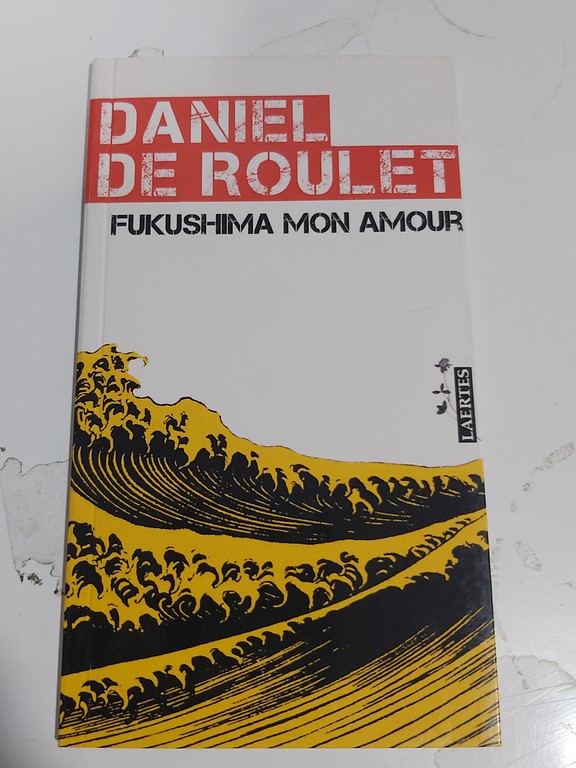 DANIEL
DE ROULET
FUKUSHIMA MON AMOUR
LAERTES